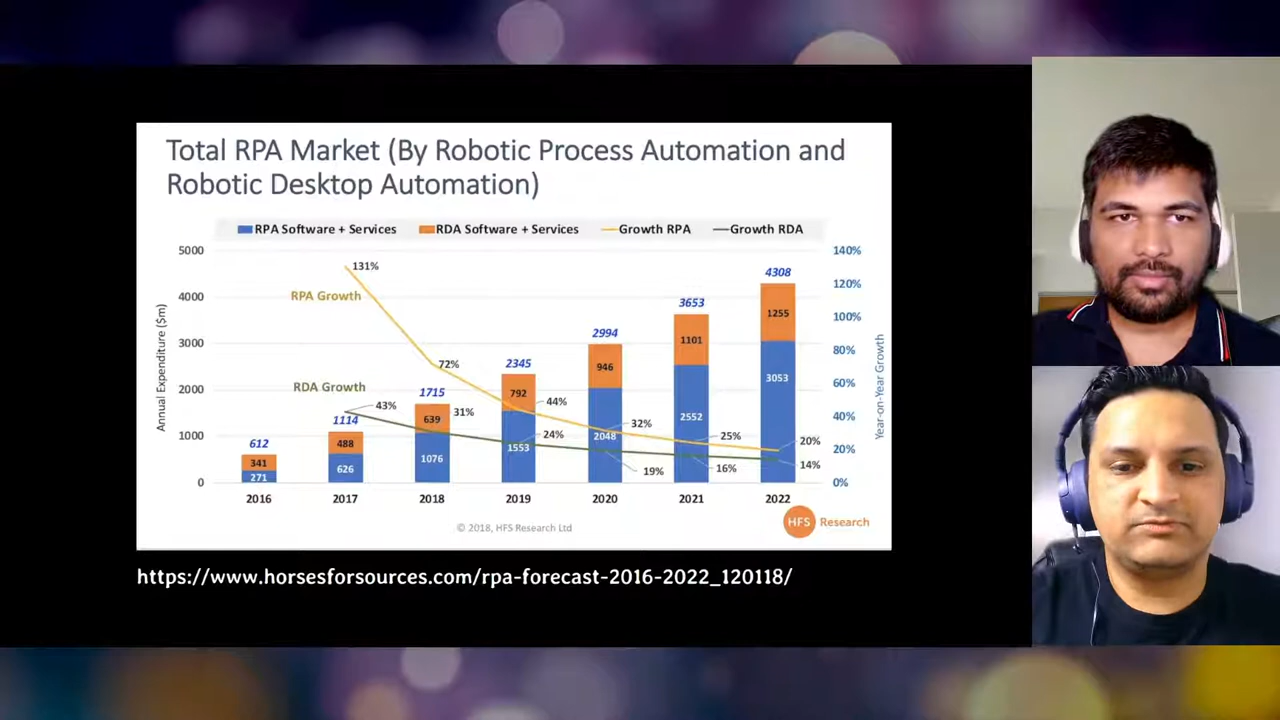 Total RPA Market (By Robotic Process Automation and
Robotic Desktop Automation)
RPA Software + Services RDA Software + Services Growth RPA Growth RDA
5000 140%
4308
131% 120%
RPA Growth
4000 3653 1255 100%
2994 1101
3000 80%
72% 2345 946 3053
RDA Growth
2000 1715 792 60%
43% 639 31% 44% 2552 40%
1114 32%
1000 488 24% 2048 25% 20% 20%
612 1553
341 626 1076 19% 16% 14%
271
0 0%
2016 2017 2018 2019 2020 2021 2022
Annual Expenditure ($m)
Year-on-Year Growth
© 2018, HFS Research Ltd
HFS Research
https://www.horsesforsources.com/rpa-forecast-2016-2022_120118/